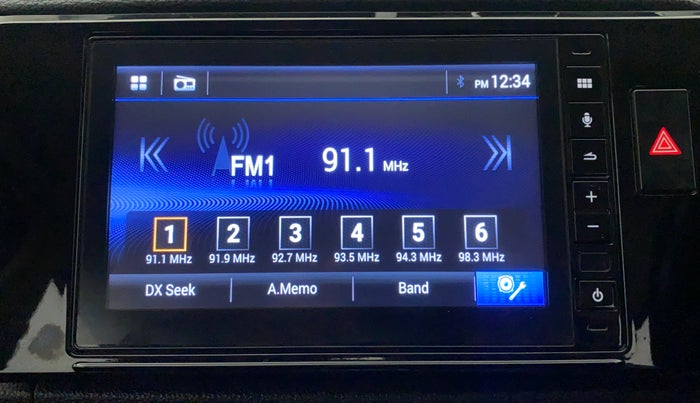 PM 12:34
FM1 91.1 MHz
1 2 3 4 5 6
91.1 MHz 91.9 MHz 92.7 MHz 93.5 MHz 94.3 MHz 98.3 MHz
DX Seek A.Memo Band